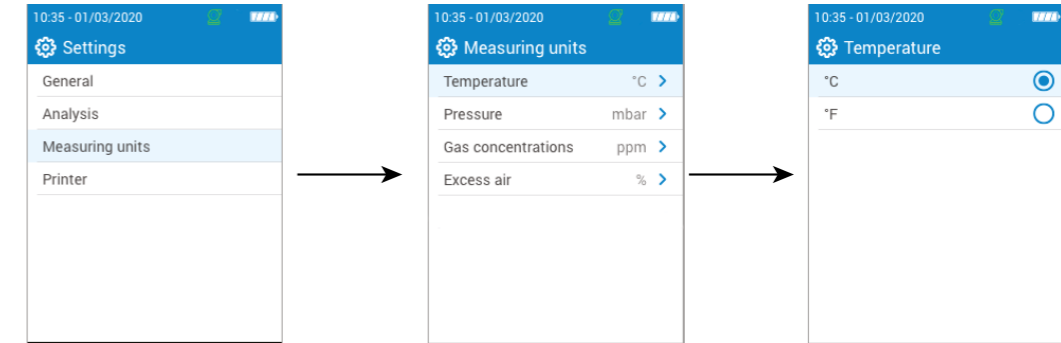 10:35 - 01/03/2020
Settings
General
Analysis
Measuring units
Printer
10:35 - 01/03/2020
Measuring units
Temperature °C
Pressure mbar
Gas concentrations ppm
Excess air %
10:35 - 01/03/2020
Temperature
°C
°F